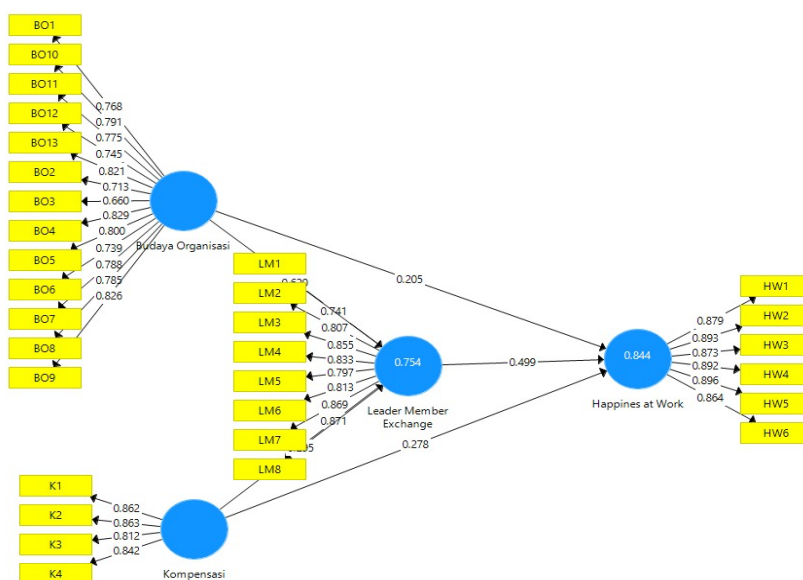 BO1
BO10
BO11
BO12
BO13
BO2
BO3
BO4
BO5
BO6
BO7
BO8
BO9
0.768
0.791
0.775
0.745
0.821
0.713
0.660
0.829
0.800
0.739
0.788
0.785
0.826
Budaya Organisasi
LM1
LM2
LM3
LM4
LM5
LM6
LM7
LM8
0.741
0.807
0.855
0.833
0.797
0.813
0.869
0.871
0.754
Leader Member
Exchange
0.205
0.499
0.278
0.844
Happines at Work
0.879
0.893
0.873
0.892
0.896
0.864
HW1
HW2
HW3
HW4
HW5
HW6
K1
K2
K3
K4
0.862
0.863
0.812
0.842
Kompensasi